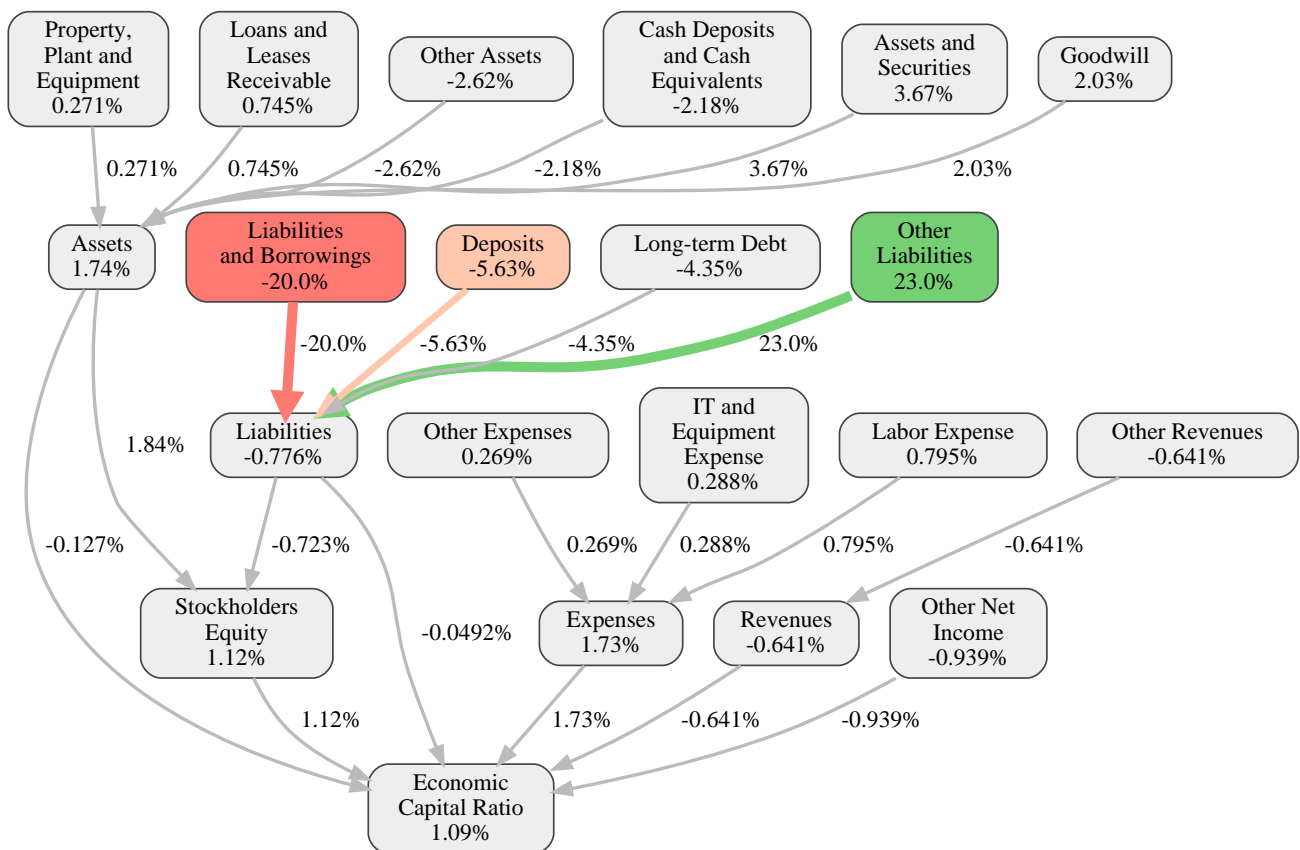 Property,
Plant and
Equipment
0.271%
Loans and
Leases
Receivable
0.745%
Other Assets
-2.62%
Cash Deposits
and Cash
Equivalents
-2.18%
Assets and
Securities
3.67%
Goodwill
2.03%
0.271%
0.745%
-2.62%
-2.18%
3.67%
2.03%
Assets
1.74%
Liabilities
and Borrowings
-20.0%
Deposits
-5.63%
Long-term Debt
-4.35%
Other
Liabilities
23.0%
-20.0%
-5.63%
-4.35%
23.0%
1.84%
Liabilities
-0.776%
Other Expenses
0.269%
IT and
Equipment
Expense
0.288%
Labor Expense
0.795%
Other Revenues
-0.641%
-0.127%
-0.723%
0.269%
0.288%
0.795%
-0.641%
Stockholders
Equity
1.12%
-0.0492%
Expenses
1.73%
Revenues
-0.641%
Other Net
Income
-0.939%
1.12%
1.73%
-0.641%
-0.939%
Economic
Capital Ratio
1.09%